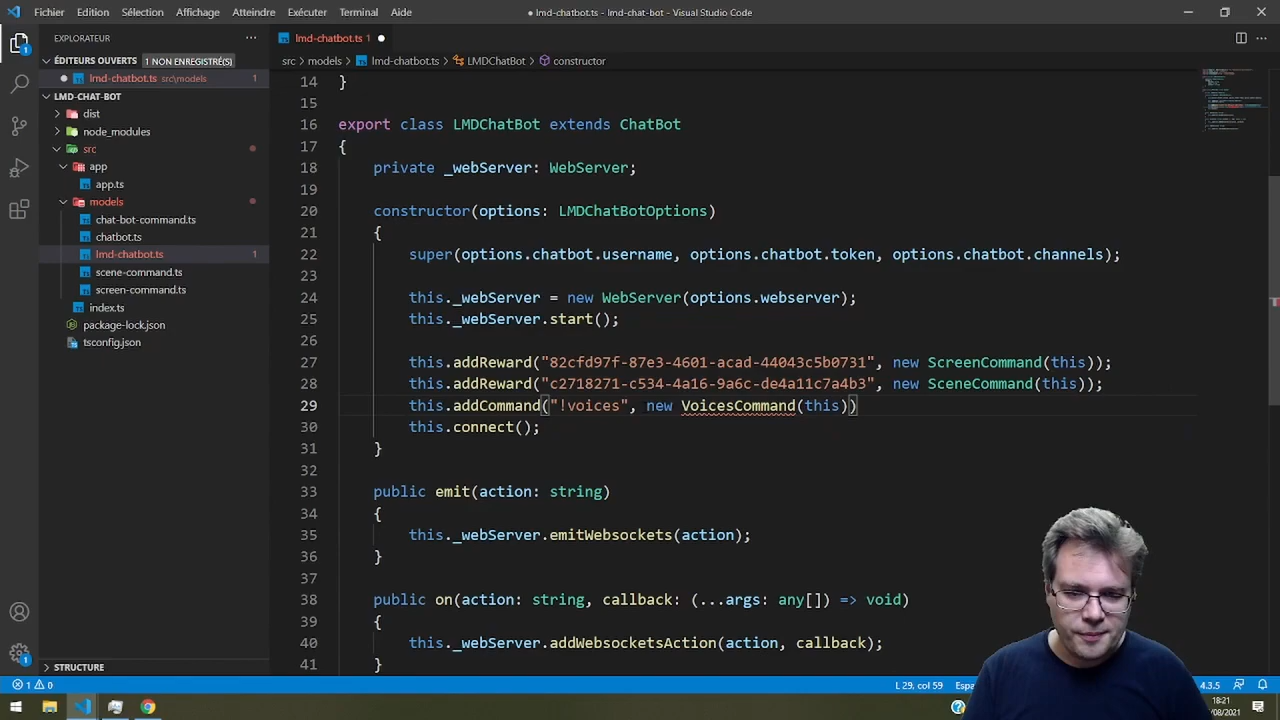 Fichier Edition Sélection Affichage Atteindre Exécuter Terminal Aide
● lmd-chatbot.ts - lmd-chat-bot - Visual Studio Code
EXPLORATEUR ...
ÉDITEURS OUVERTS 1 NON ENREGISTRÉ(S)
● lmd-chatbot.ts src\models 1
LMD-CHAT-BOT
dist
node_modules
src
app
app.ts
models
chat-bot-command.ts
chatbot.ts
lmd-chatbot.ts 1
scene-command.ts
screen-command.ts
index.ts
package-lock.json
tsconfig.json
STRUCTURE
lmd-chatbot.ts 1 ●
src > models > lmd-chatbot.ts > LMDChatBot > constructor
14 }
15
16 export class LMDChatBot extends ChatBot
17 {
18 private _webServer: WebServer;
19
20 constructor(options: LMDChatBotOptions)
21 {
22 super(options.chatbot.username, options.chatbot.token, options.chatbot.channels);
23
24 this._webServer = new WebServer(options.webserver);
25 this._webServer.start();
26
27 this.addReward("82cfd97f-87e3-4601-acad-44043c5b0731", new ScreenCommand(this));
28 this.addReward("c2718271-c534-4a16-9a6c-de4a11c7a4b3", new SceneCommand(this));
29 this.addCommand("!voices", new VoicesCommand(this))
30 this.connect();
31 }
32
33 public emit(action: string)
34 {
35 this._webServer.emitWebsockets(action);
36 }
37
38 public on(action: string, callback: (...args: any[]) => void)
39 {
40 this._webServer.addWebsocketsAction(action, callback);
41 }
1 0
L 29, col 59
4.3.5
18:21